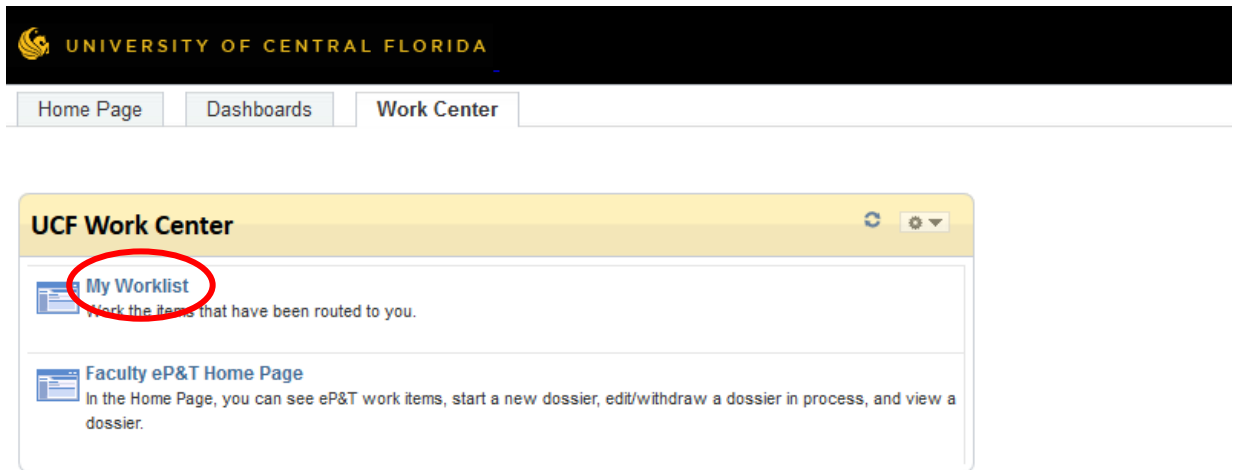 UNIVERSITY OF CENTRAL FLORIDA
Home Page Dashboards Work Center
UCF Work Center
My Worklist
Work the items that have been routed to you.
Faculty eP&T Home Page
In the Home Page, you can see eP&T work items, start a new dossier, edit/withdraw a dossier in process, and view a
dossier.